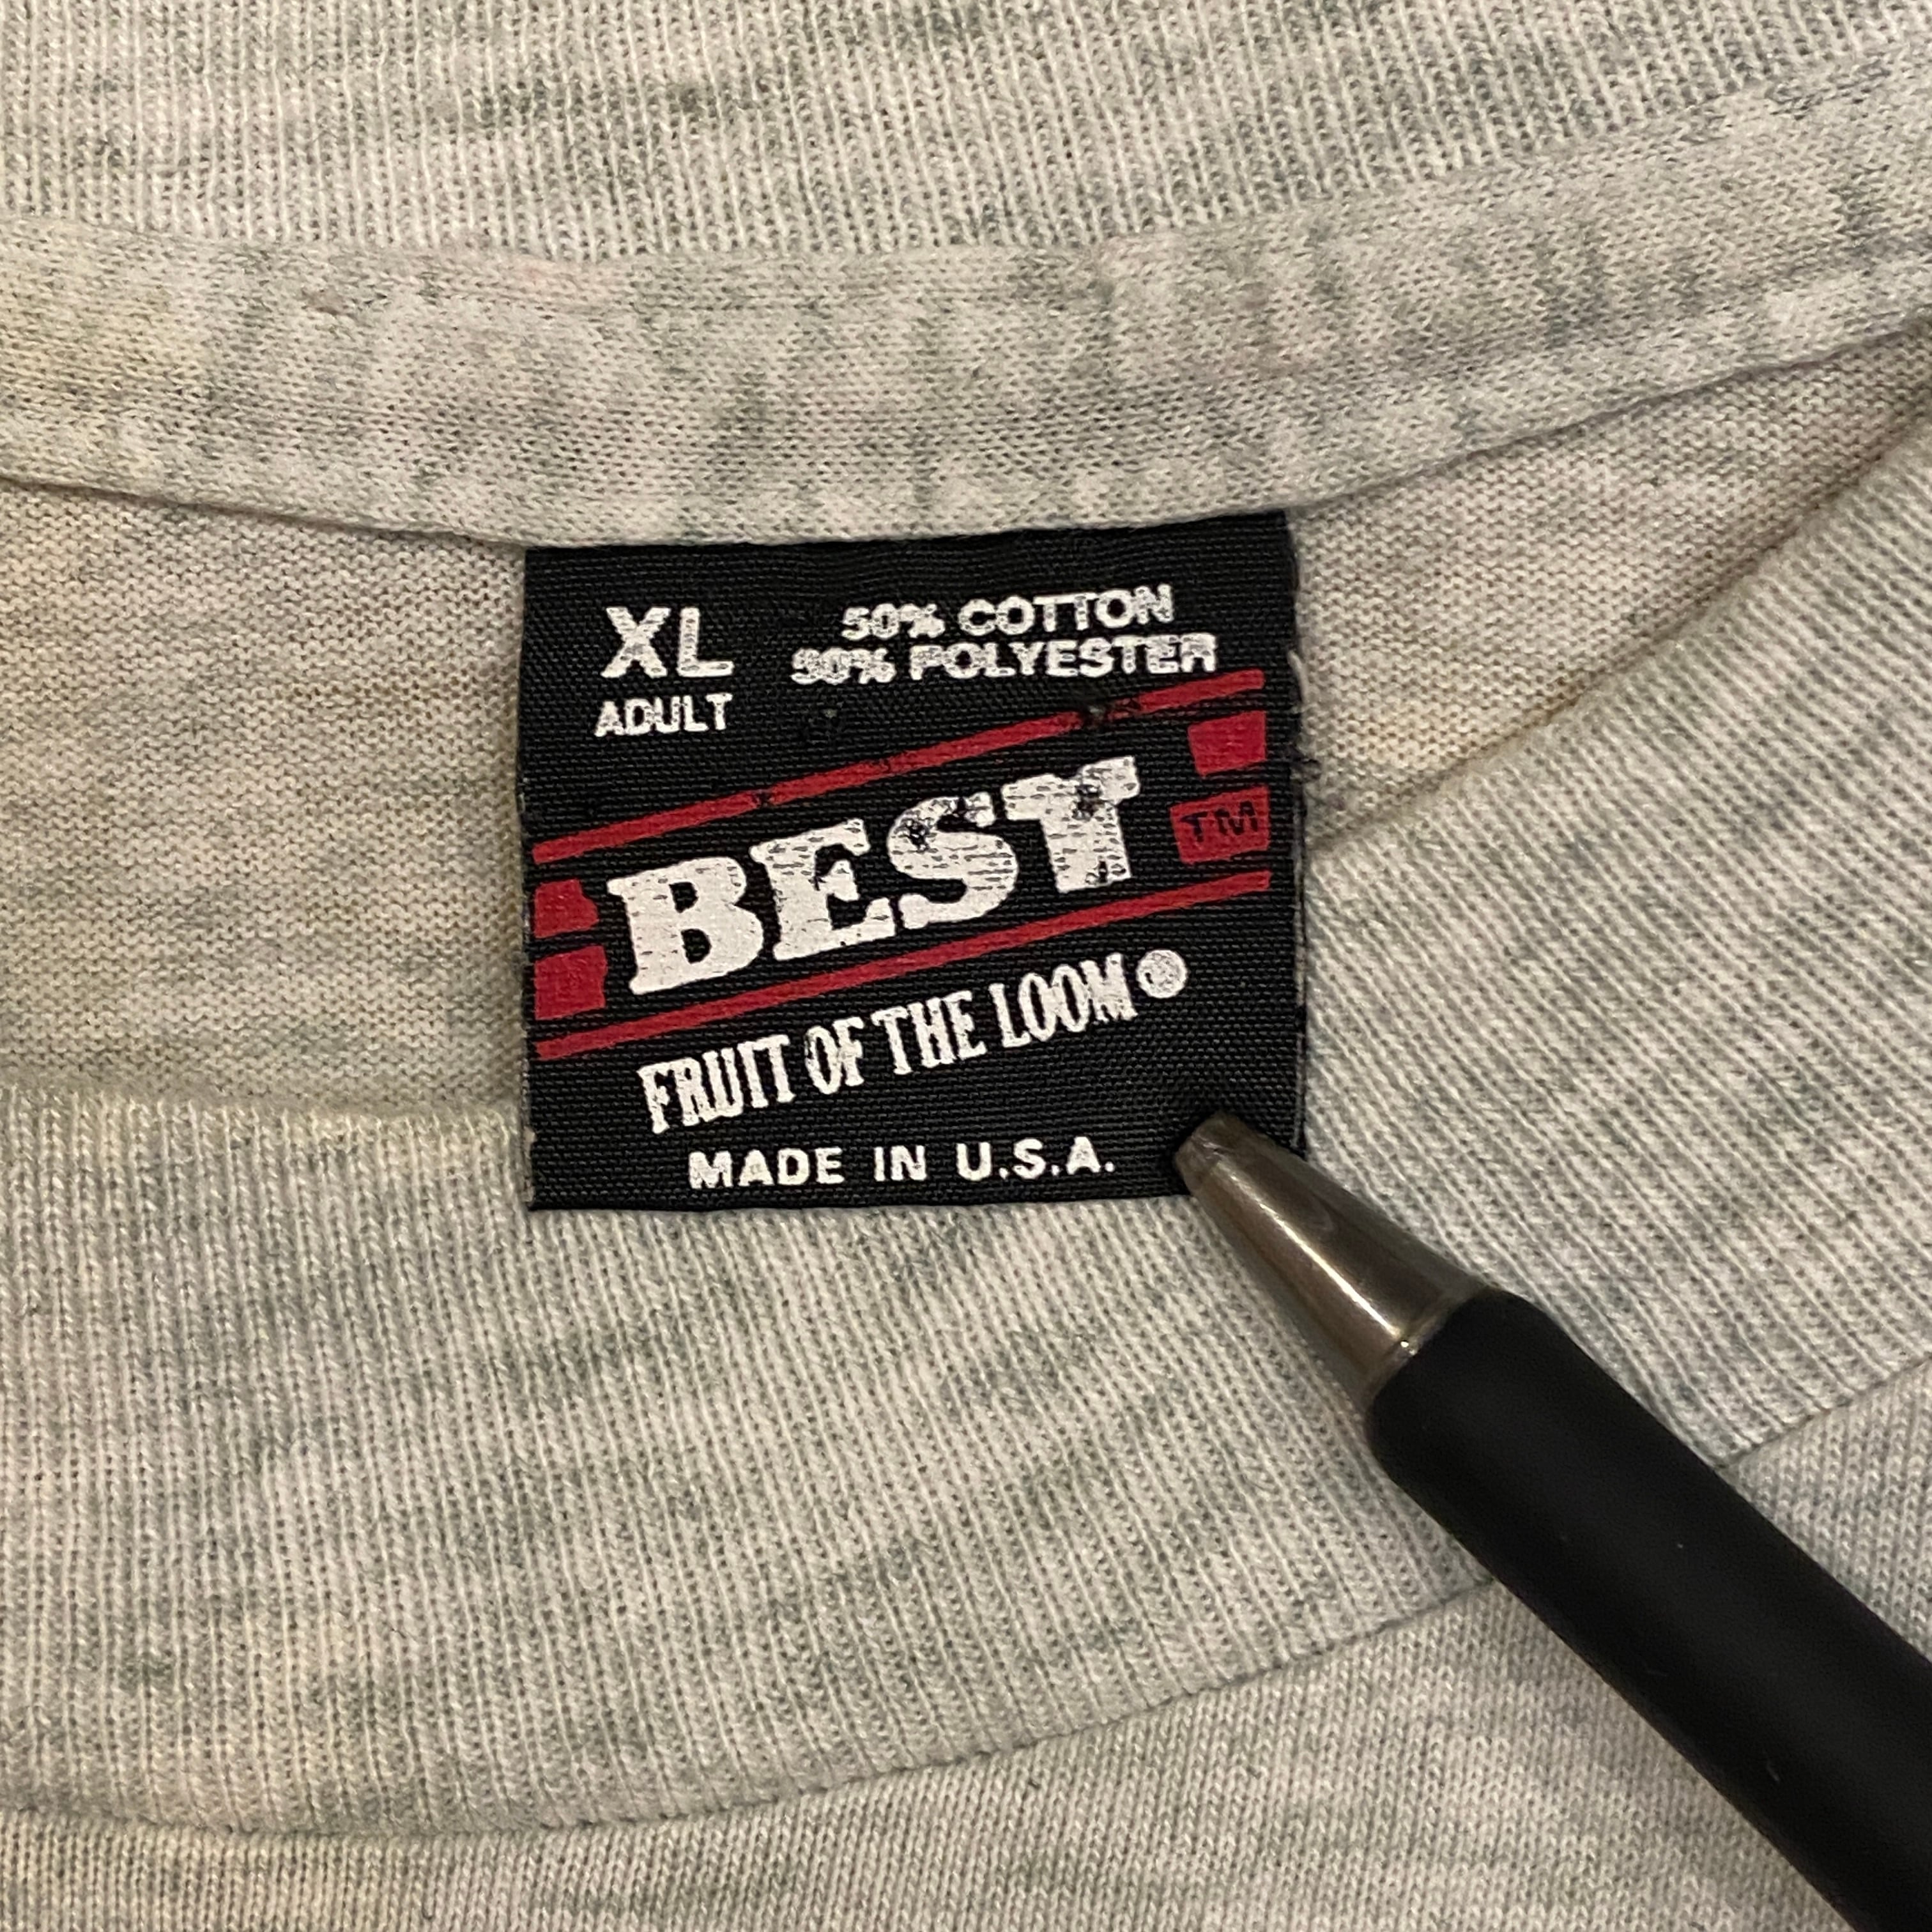 XL
ADULT
50% COTTON
50% POLYESTER
BEST
TM
FRUIT OF THE LOOM®
MADE IN U.S.A.